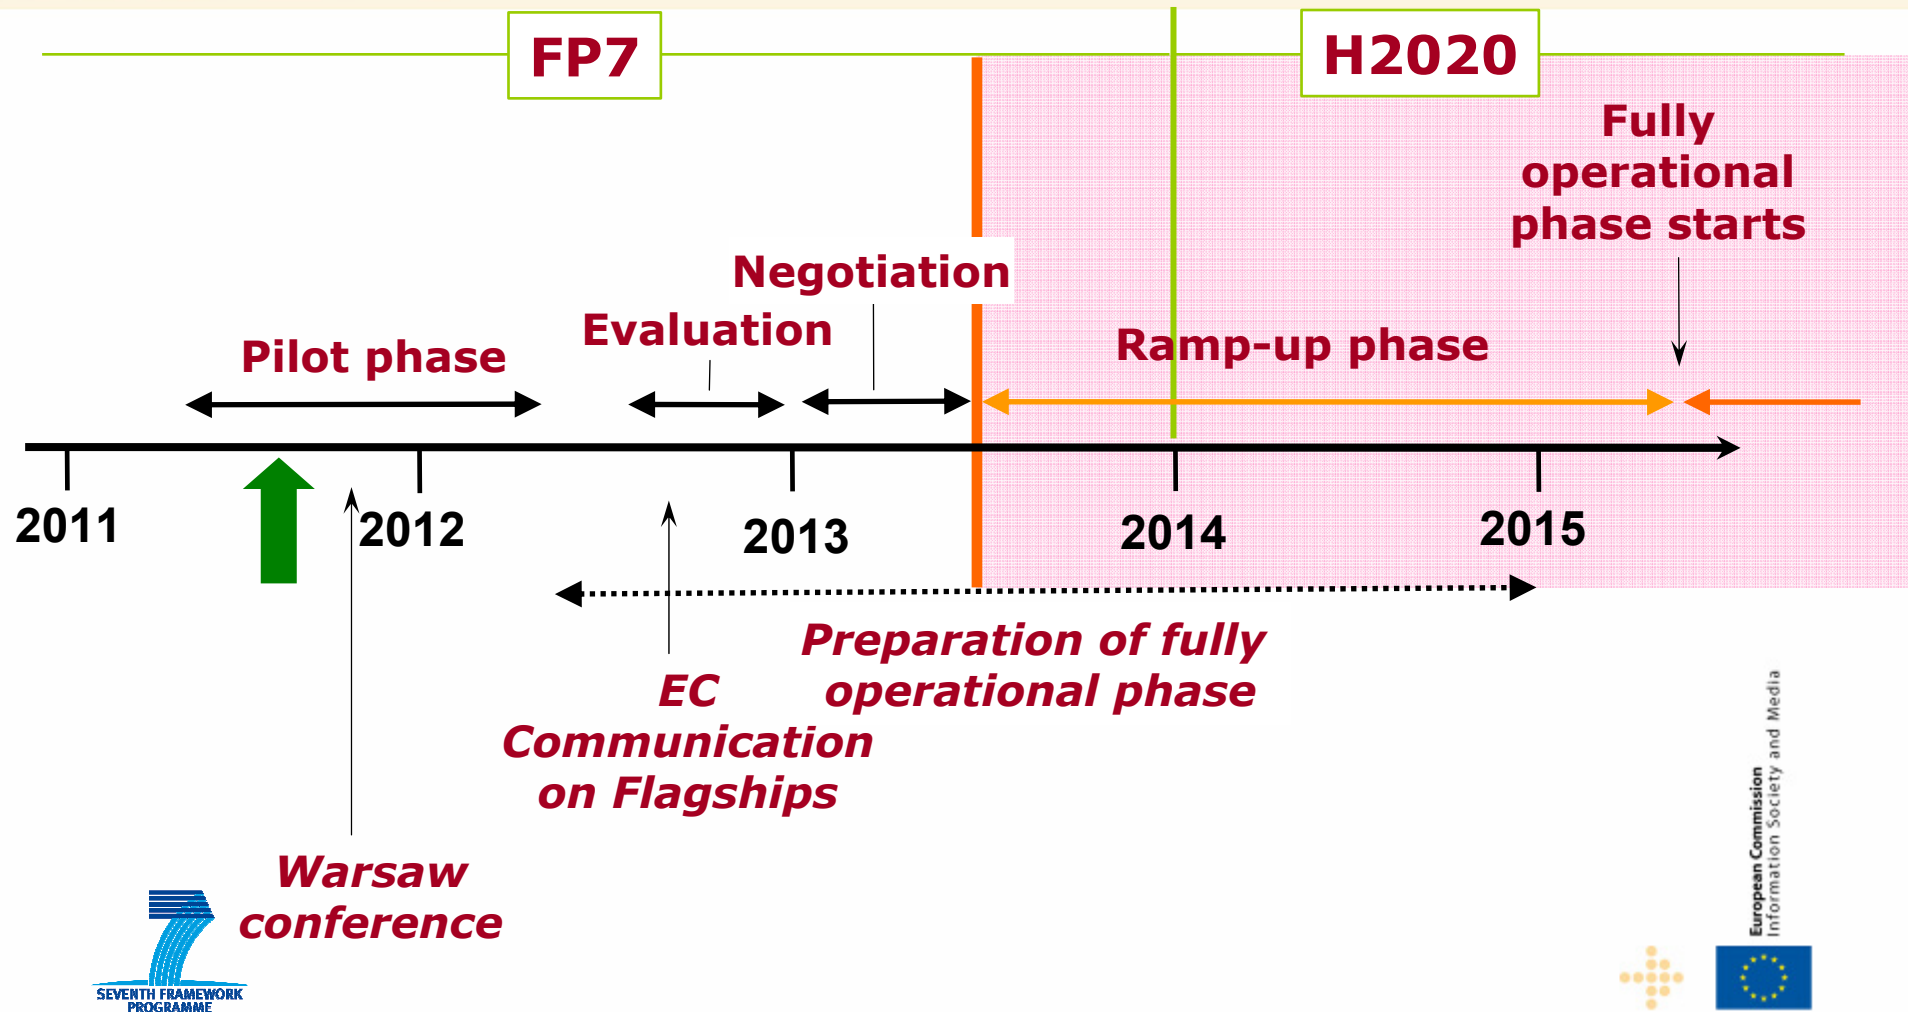 FP7
H2020
Fully
operational
phase starts
Negotiation
Evaluation
Ramp-up phase
Pilot phase
2011
2012
2013
2014
2015
Preparation of fully
operational phase
EC
Communication
on Flagships
Warsaw
conference
SEVENTH FRAMEWORK
PROGRAMME
European Commission
Information Society and Media